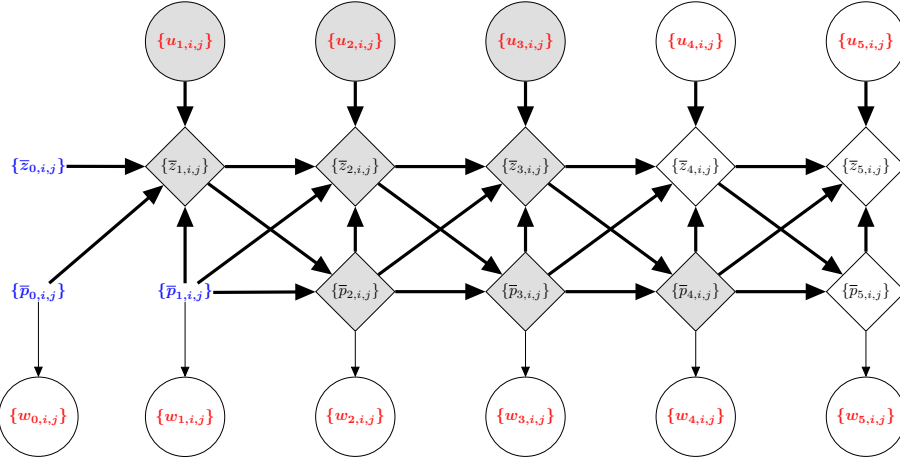 {u₁,ᵢ,ⱼ} {u₂,ᵢ,ⱼ} {u₃,ᵢ,ⱼ} {u₄,ᵢ,ⱼ} {u₅,ᵢ,ⱼ}
{z̅₀,ᵢ,ⱼ} {z̅₁,ᵢ,ⱼ} {z̅₂,ᵢ,ⱼ} {z̅₃,ᵢ,ⱼ} {z̅₄,ᵢ,ⱼ} {z̅₅,ᵢ,ⱼ}
{p̅₀,ᵢ,ⱼ} {p̅₁,ᵢ,ⱼ} {p̅₂,ᵢ,ⱼ} {p̅₃,ᵢ,ⱼ} {p̅₄,ᵢ,ⱼ} {p̅₅,ᵢ,ⱼ}
{w₀,ᵢ,ⱼ} {w₁,ᵢ,ⱼ} {w₂,ᵢ,ⱼ} {w₃,ᵢ,ⱼ} {w₄,ᵢ,ⱼ} {w₅,ᵢ,ⱼ}